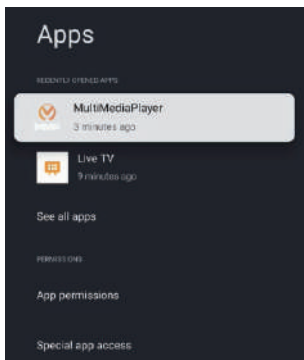 Apps
RECENTLY OPENED APPS
MultiMediaPlayer
3 minutes ago
Live TV
9 minutes ago
See all apps
PERMISSIONS
App permissions
Special app access